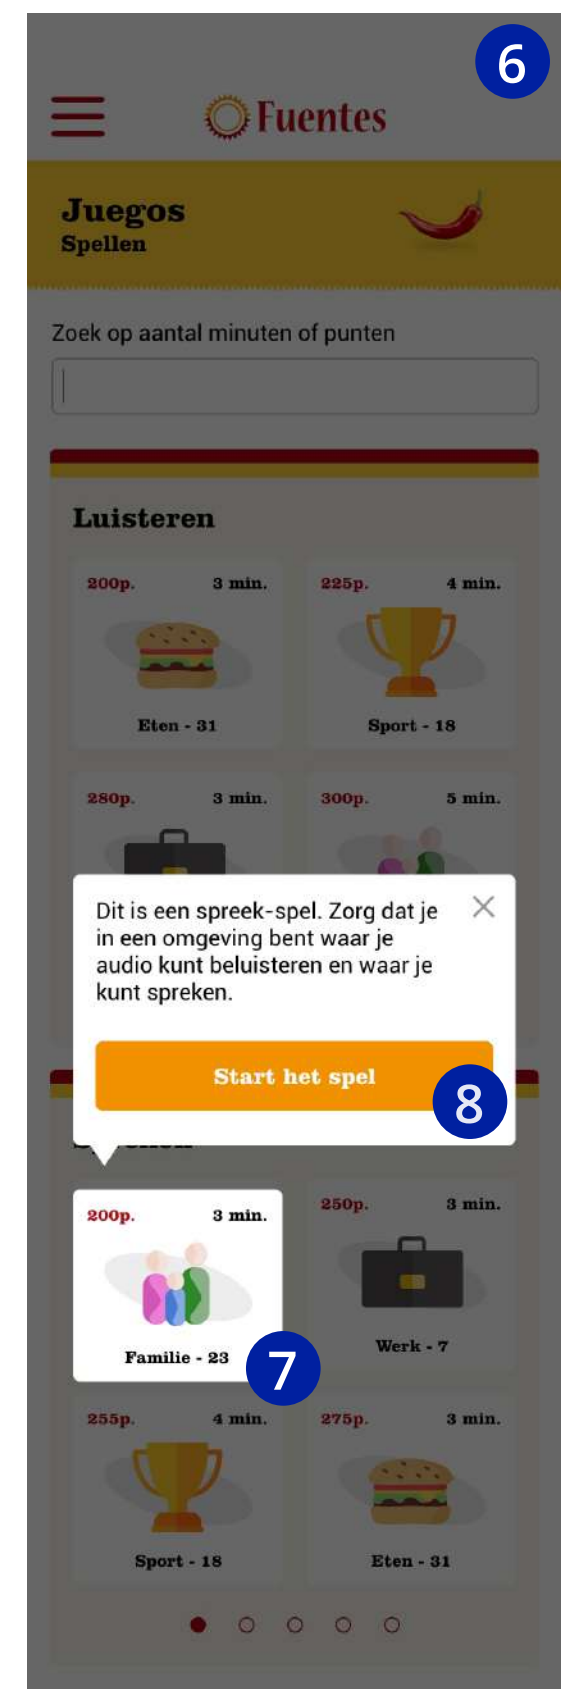 6
Fuentes
Juegos
Spellen
Zoek op aantal minuten of punten
Luisteren
200p. 3 min.
225p. 4 min.
Eten - 31
Sport - 18
280p. 3 min.
300p. 5 min.
Dit is een spreek-spel. Zorg dat je
in een omgeving bent waar je
audio kunt beluisteren en waar je
kunt spreken.
Start het spel
8
200p. 3 min.
250p. 3 min.
Familie - 23
7
Werk - 7
255p. 4 min.
275p. 3 min.
Sport - 18
Eten - 31